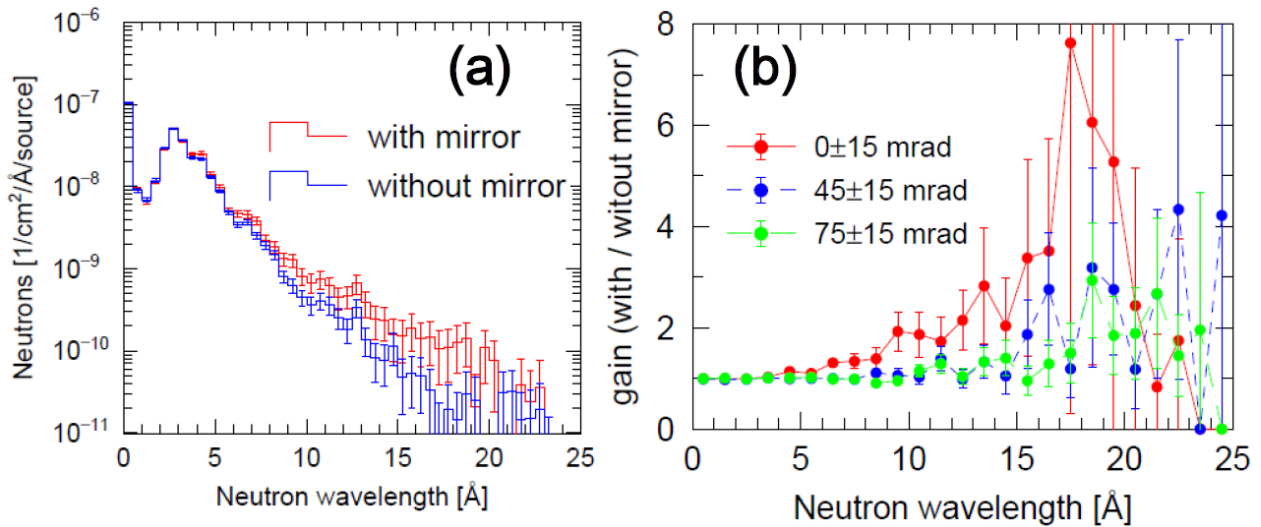 (a)
10⁻⁶
10⁻⁷
10⁻⁸
10⁻⁹
10⁻¹⁰
10⁻¹¹
Neutrons [1/cm²/Å/source]
with mirror
without mirror
0 5 10 15 20 25
Neutron wavelength [Å]
(b)
8
6
4
2
0
gain (with / witout mirror)
0±15 mrad
45±15 mrad
75±15 mrad
0 5 10 15 20 25
Neutron wavelength [Å]